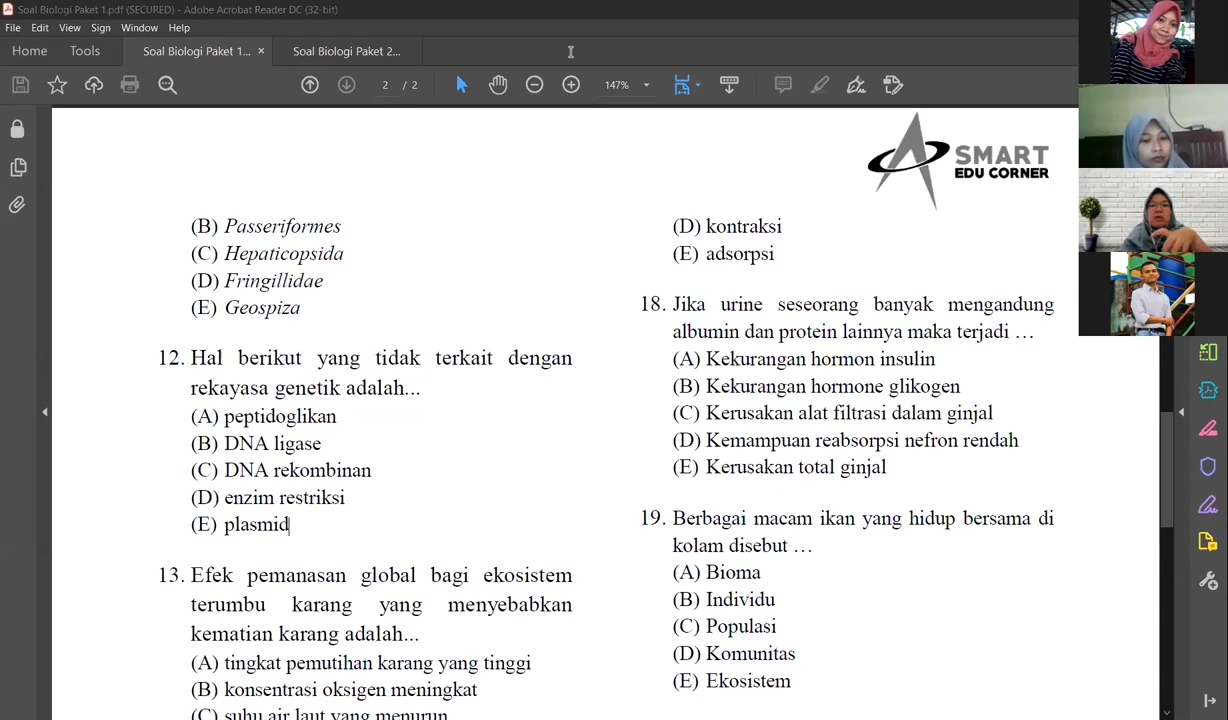 Soal Biologi Paket 1.pdf (SECURED) - Adobe Acrobat Reader DC (32-bit)
File Edit View Sign Window Help
Home Tools Soal Biologi Paket 1... × Soal Biologi Paket 2...
2 / 2 147%
SMART
EDU CORNER
(B) Passeriformes
(C) Hepaticopsida
(D) Fringillidae
(E) Geospiza
12. Hal berikut yang tidak terkait dengan
rekayasa genetik adalah...
(A) peptidoglikan
(B) DNA ligase
(C) DNA rekombinan
(D) enzim restriksi
(E) plasmid
13. Efek pemanasan global bagi ekosistem
terumbu karang yang menyebabkan
kematian karang adalah...
(A) tingkat pemutihan karang yang tinggi
(B) konsentrasi oksigen meningkat
(C) suhu air laut yang menurun
(D) kontraksi
(E) adsorpsi
18. Jika urine seseorang banyak mengandung
albumin dan protein lainnya maka terjadi …
(A) Kekurangan hormon insulin
(B) Kekurangan hormone glikogen
(C) Kerusakan alat filtrasi dalam ginjal
(D) Kemampuan reabsorpsi nefron rendah
(E) Kerusakan total ginjal
19. Berbagai macam ikan yang hidup bersama di
kolam disebut …
(A) Bioma
(B) Individu
(C) Populasi
(D) Komunitas
(E) Ekosistem